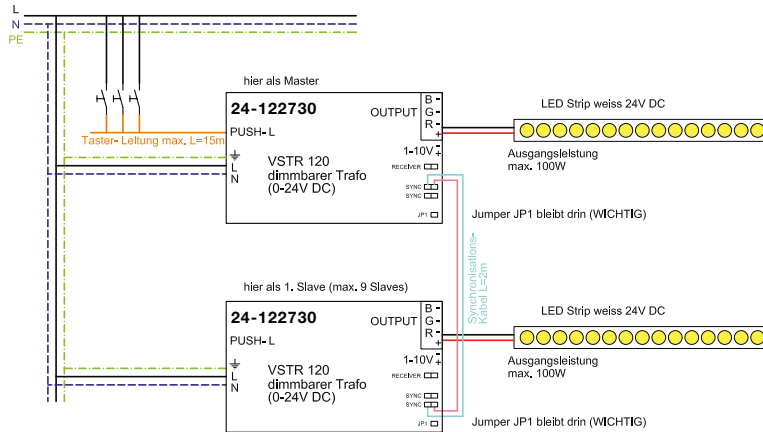 L
N
PE
hier als Master
24-122730
OUTPUT
B -
G -
R -
+
PUSH- L
Taster- Leitung max. L=15m
VSTR 120
dimmbarer Trafo
(0-24V DC)
L
N
1-10V - +
RECEIVER
SYNC
SYNC
JP1
LED Strip weiss 24V DC
Ausgangsleistung
max. 100W
Jumper JP1 bleibt drin (WICHTIG)
Synchronisations-
Kabel L=2m
hier als 1. Slave (max. 9 Slaves)
24-122730
OUTPUT
B -
G -
R -
+
PUSH- L
VSTR 120
dimmbarer Trafo
(0-24V DC)
L
N
1-10V - +
RECEIVER
SYNC
SYNC
JP1
LED Strip weiss 24V DC
Ausgangsleistung
max. 100W
Jumper JP1 bleibt drin (WICHTIG)